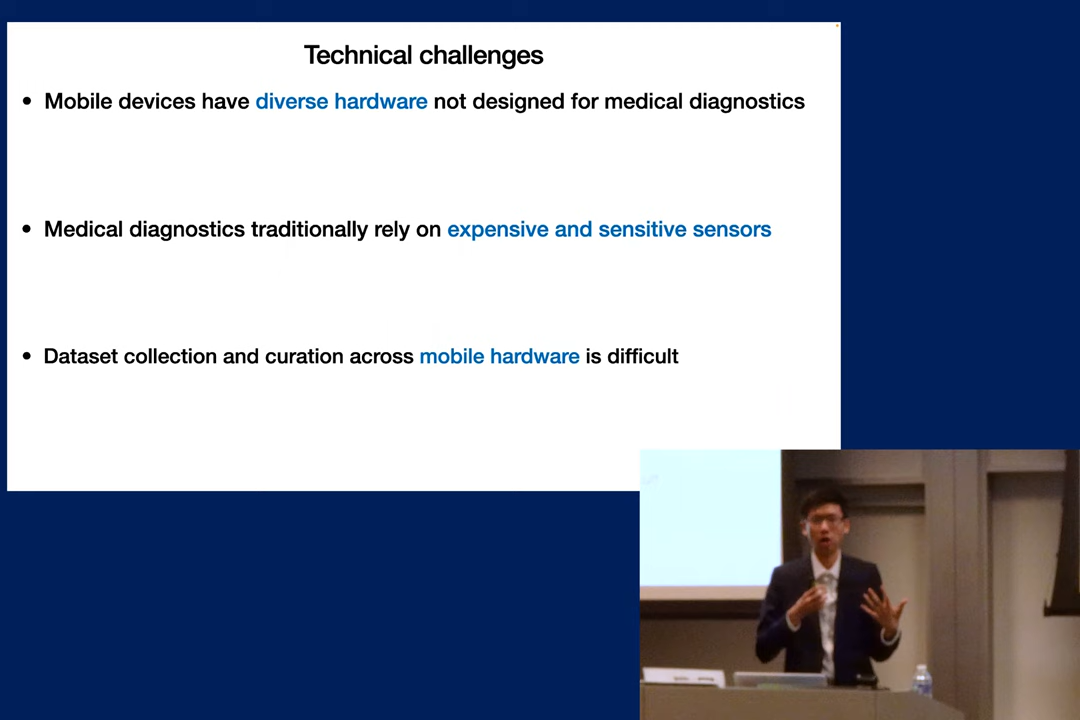 Technical challenges
• Mobile devices have diverse hardware not designed for medical diagnostics
• Medical diagnostics traditionally rely on expensive and sensitive sensors
• Dataset collection and curation across mobile hardware is difficult